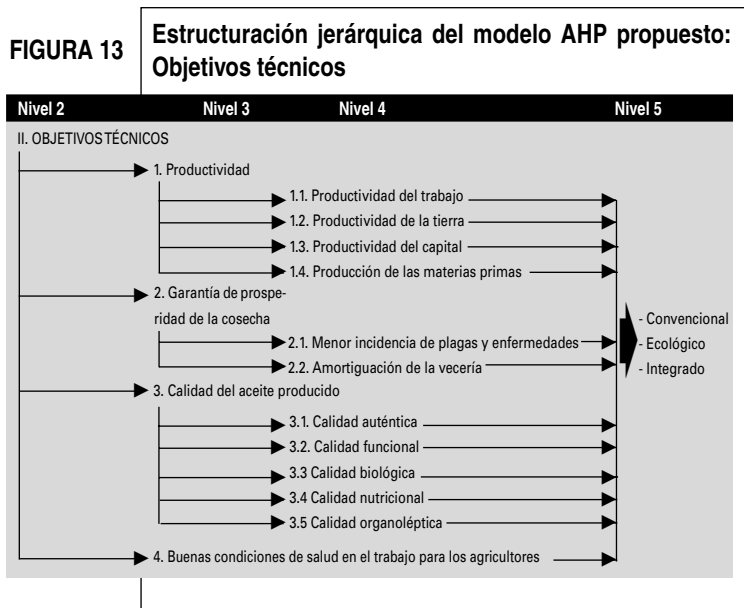 FIGURA 13
Estructuración jerárquica del modelo AHP propuesto:
Objetivos técnicos
Nivel 2 Nivel 3 Nivel 4 Nivel 5
II. OBJETIVOS TÉCNICOS
1. Productividad
1.1. Productividad del trabajo
1.2. Productividad de la tierra
1.3. Productividad del capital
1.4. Producción de las materias primas
2. Garantía de prospe-
ridad de la cosecha
2.1. Menor incidencia de plagas y enfermedades
2.2. Amortiguación de la vecería
3. Calidad del aceite producido
3.1. Calidad auténtica
3.2. Calidad funcional
3.3 Calidad biológica
3.4 Calidad nutricional
3.5 Calidad organoléptica
4. Buenas condiciones de salud en el trabajo para los agricultores
- Convencional
- Ecológico
- Integrado